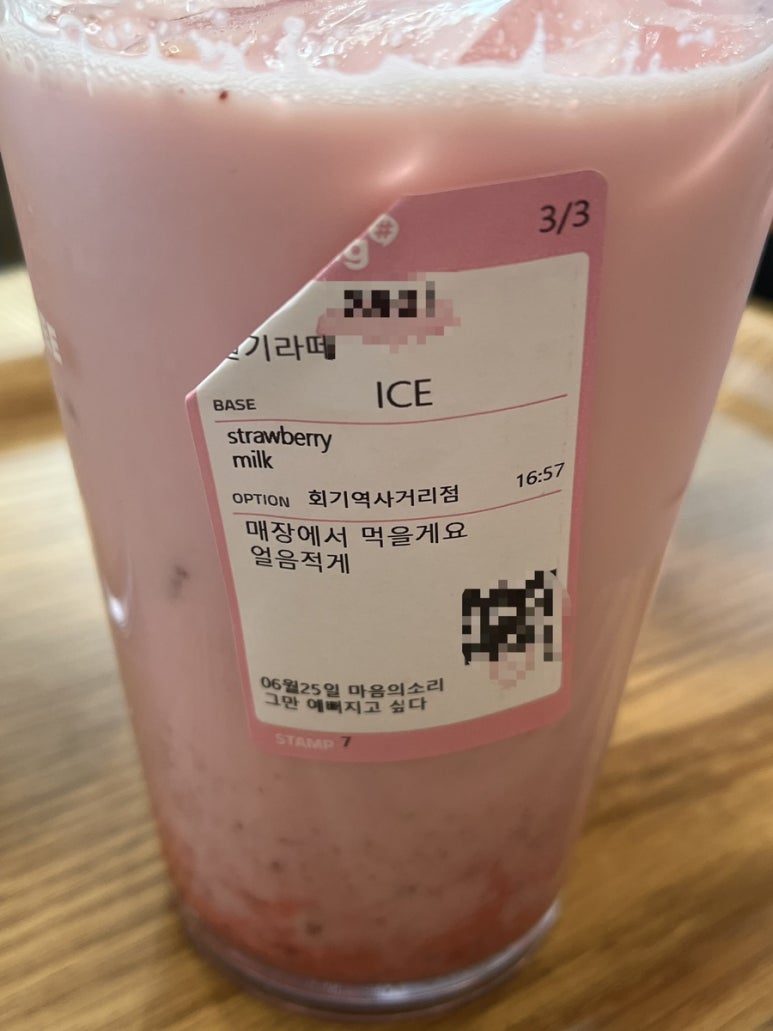 3/3
g#
기라떼
ICE
BASE
strawberry
milk
16:57
OPTION 회기역사거리점
매장에서 먹을게요
얼음적게
06월25일 마음의소리
그만 예뻐지고 싶다
STAMP 7